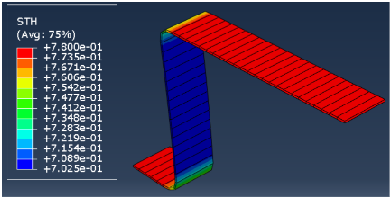 STH
(Avg: 75%)
+7.800e-01
+7.735e-01
+7.671e-01
+7.606e-01
+7.542e-01
+7.477e-01
+7.412e-01
+7.348e-01
+7.283e-01
+7.219e-01
+7.154e-01
+7.089e-01
+7.025e-01